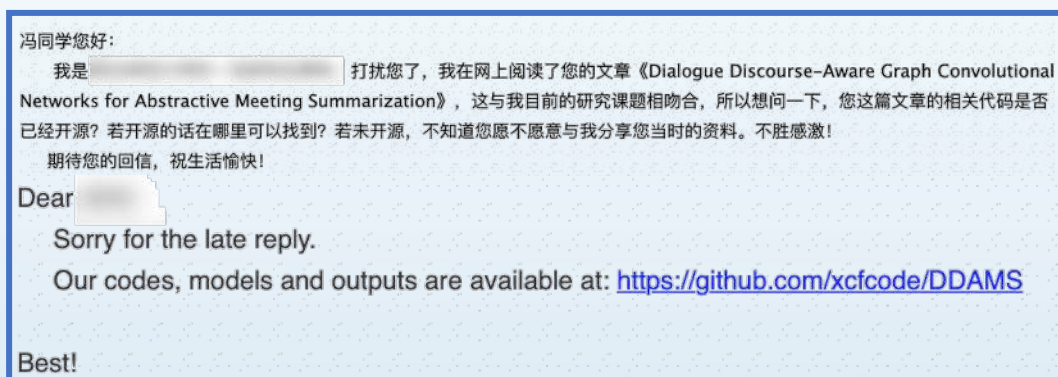 冯同学您好：
我是 打扰您了，我在网上阅读了您的文章《Dialogue Discourse-Aware Graph Convolutional
Networks for Abstractive Meeting Summarization》，这与我目前的研究课题相吻合，所以想问一下，您这篇文章的相关代码是否
已经开源？若开源的话在哪里可以找到？若未开源，不知道您愿不愿意与我分享您当时的资料。不胜感激！
期待您的回信，祝生活愉快！
Dear
Sorry for the late reply.
Our codes, models and outputs are available at: https://github.com/xcfcode/DDAMS
Best!